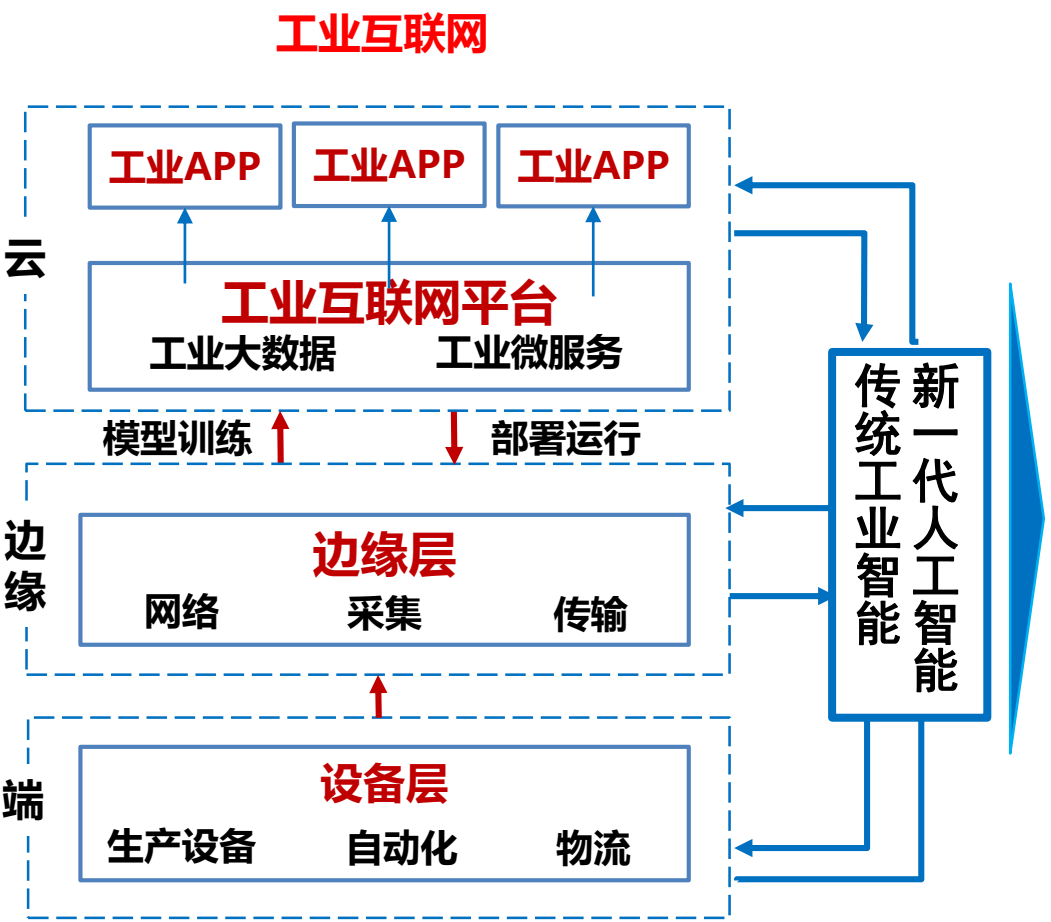 工业互联网
工业APP
工业APP
工业APP
云
工业互联网平台
工业大数据
工业微服务
模型训练
部署运行
边缘
边缘层
网络
采集
传输
端
设备层
生产设备
自动化
物流
新一代人工智能
传统工业智能